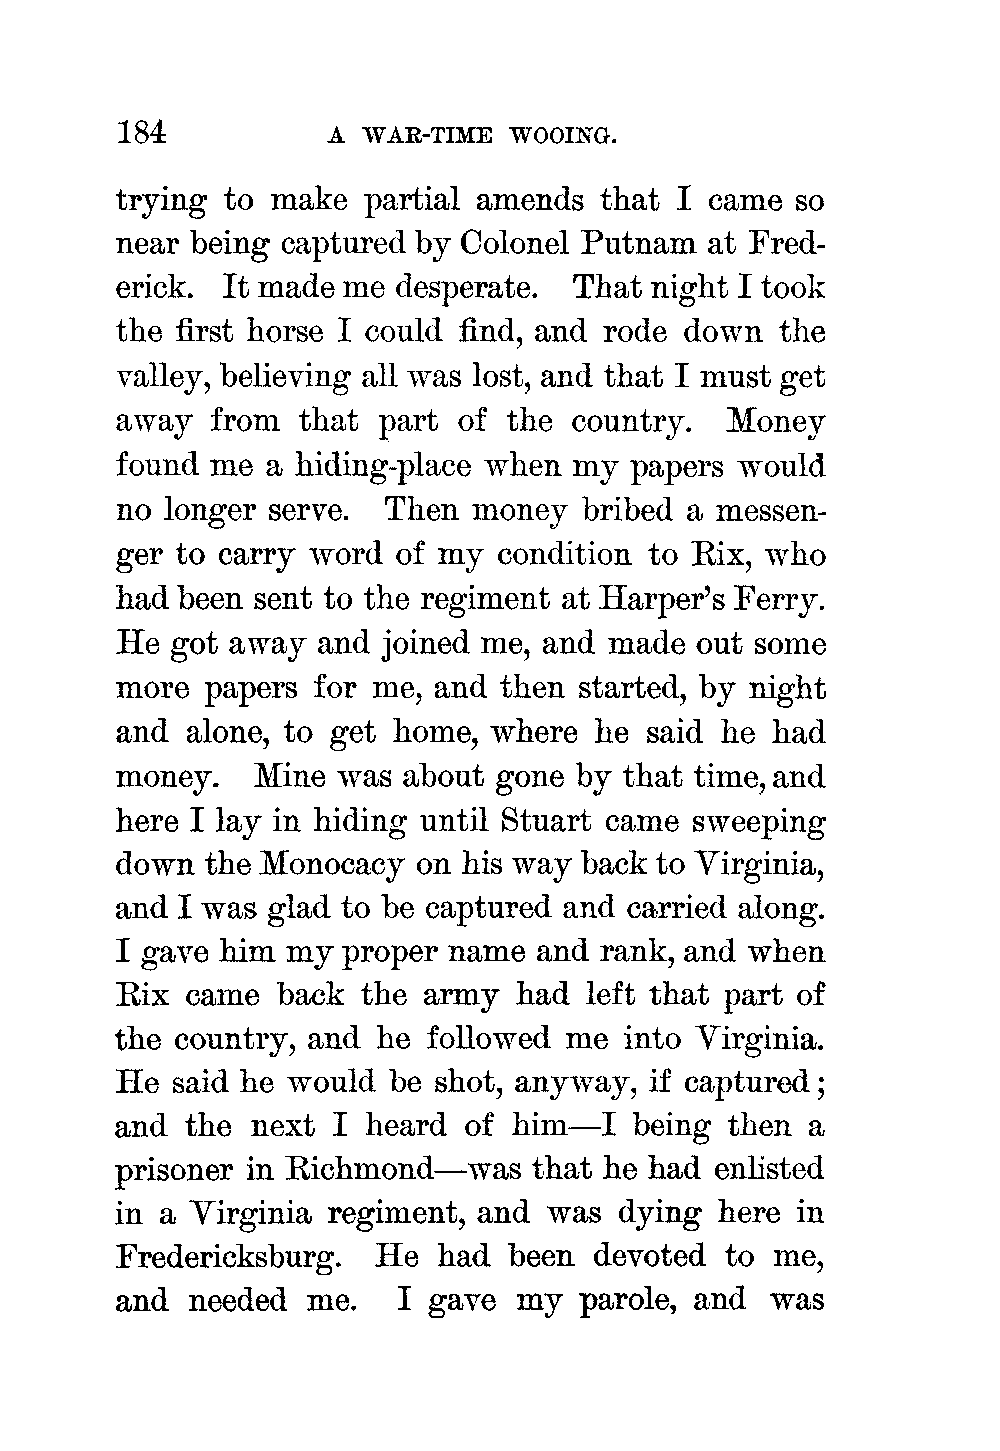 184 A WAR-TIME WOOING.
trying to make partial amends that I came so
near being captured by Colonel Putnam at Fred-
erick. It made me desperate. That night I took
the first horse I could find, and rode down the
valley, believing all was lost, and that I must get
away from that part of the country. Money
found me a hiding-place when my papers would
no longer serve. Then money bribed a messen-
ger to carry word of my condition to Rix, who
had been sent to the regiment at Harper's Ferry.
He got away and joined me, and made out some
more papers for me, and then started, by night
and alone, to get home, where he said he had
money. Mine was about gone by that time, and
here I lay in hiding until Stuart came sweeping
down the Monocacy on his way back to Virginia,
and I was glad to be captured and carried along.
I gave him my proper name and rank, and when
Rix came back the army had left that part of
the country, and he followed me into Virginia.
He said he would be shot, anyway, if captured;
and the next I heard of him—I being then a
prisoner in Richmond—was that he had enlisted
in a Virginia regiment, and was dying here in
Fredericksburg. He had been devoted to me,
and needed me. I gave my parole, and was